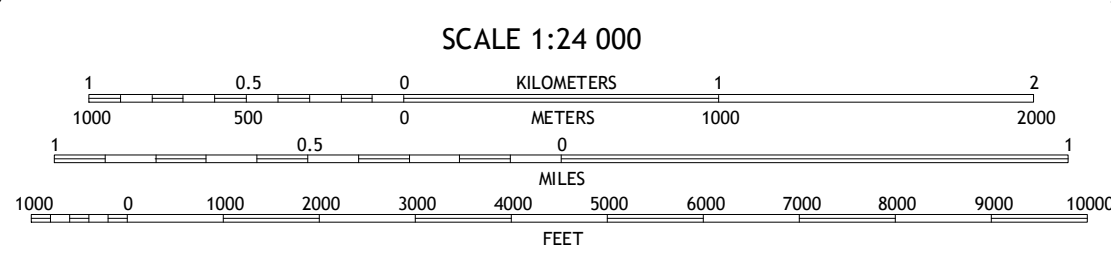 SCALE 1:24 000
1 0.5 0 KILOMETERS 1 2
1000 500 0 METERS 1000 2000
1 0.5 0 1
MILES
1000 0 1000 2000 3000 4000 5000 6000 7000 8000 9000 10000
FEET